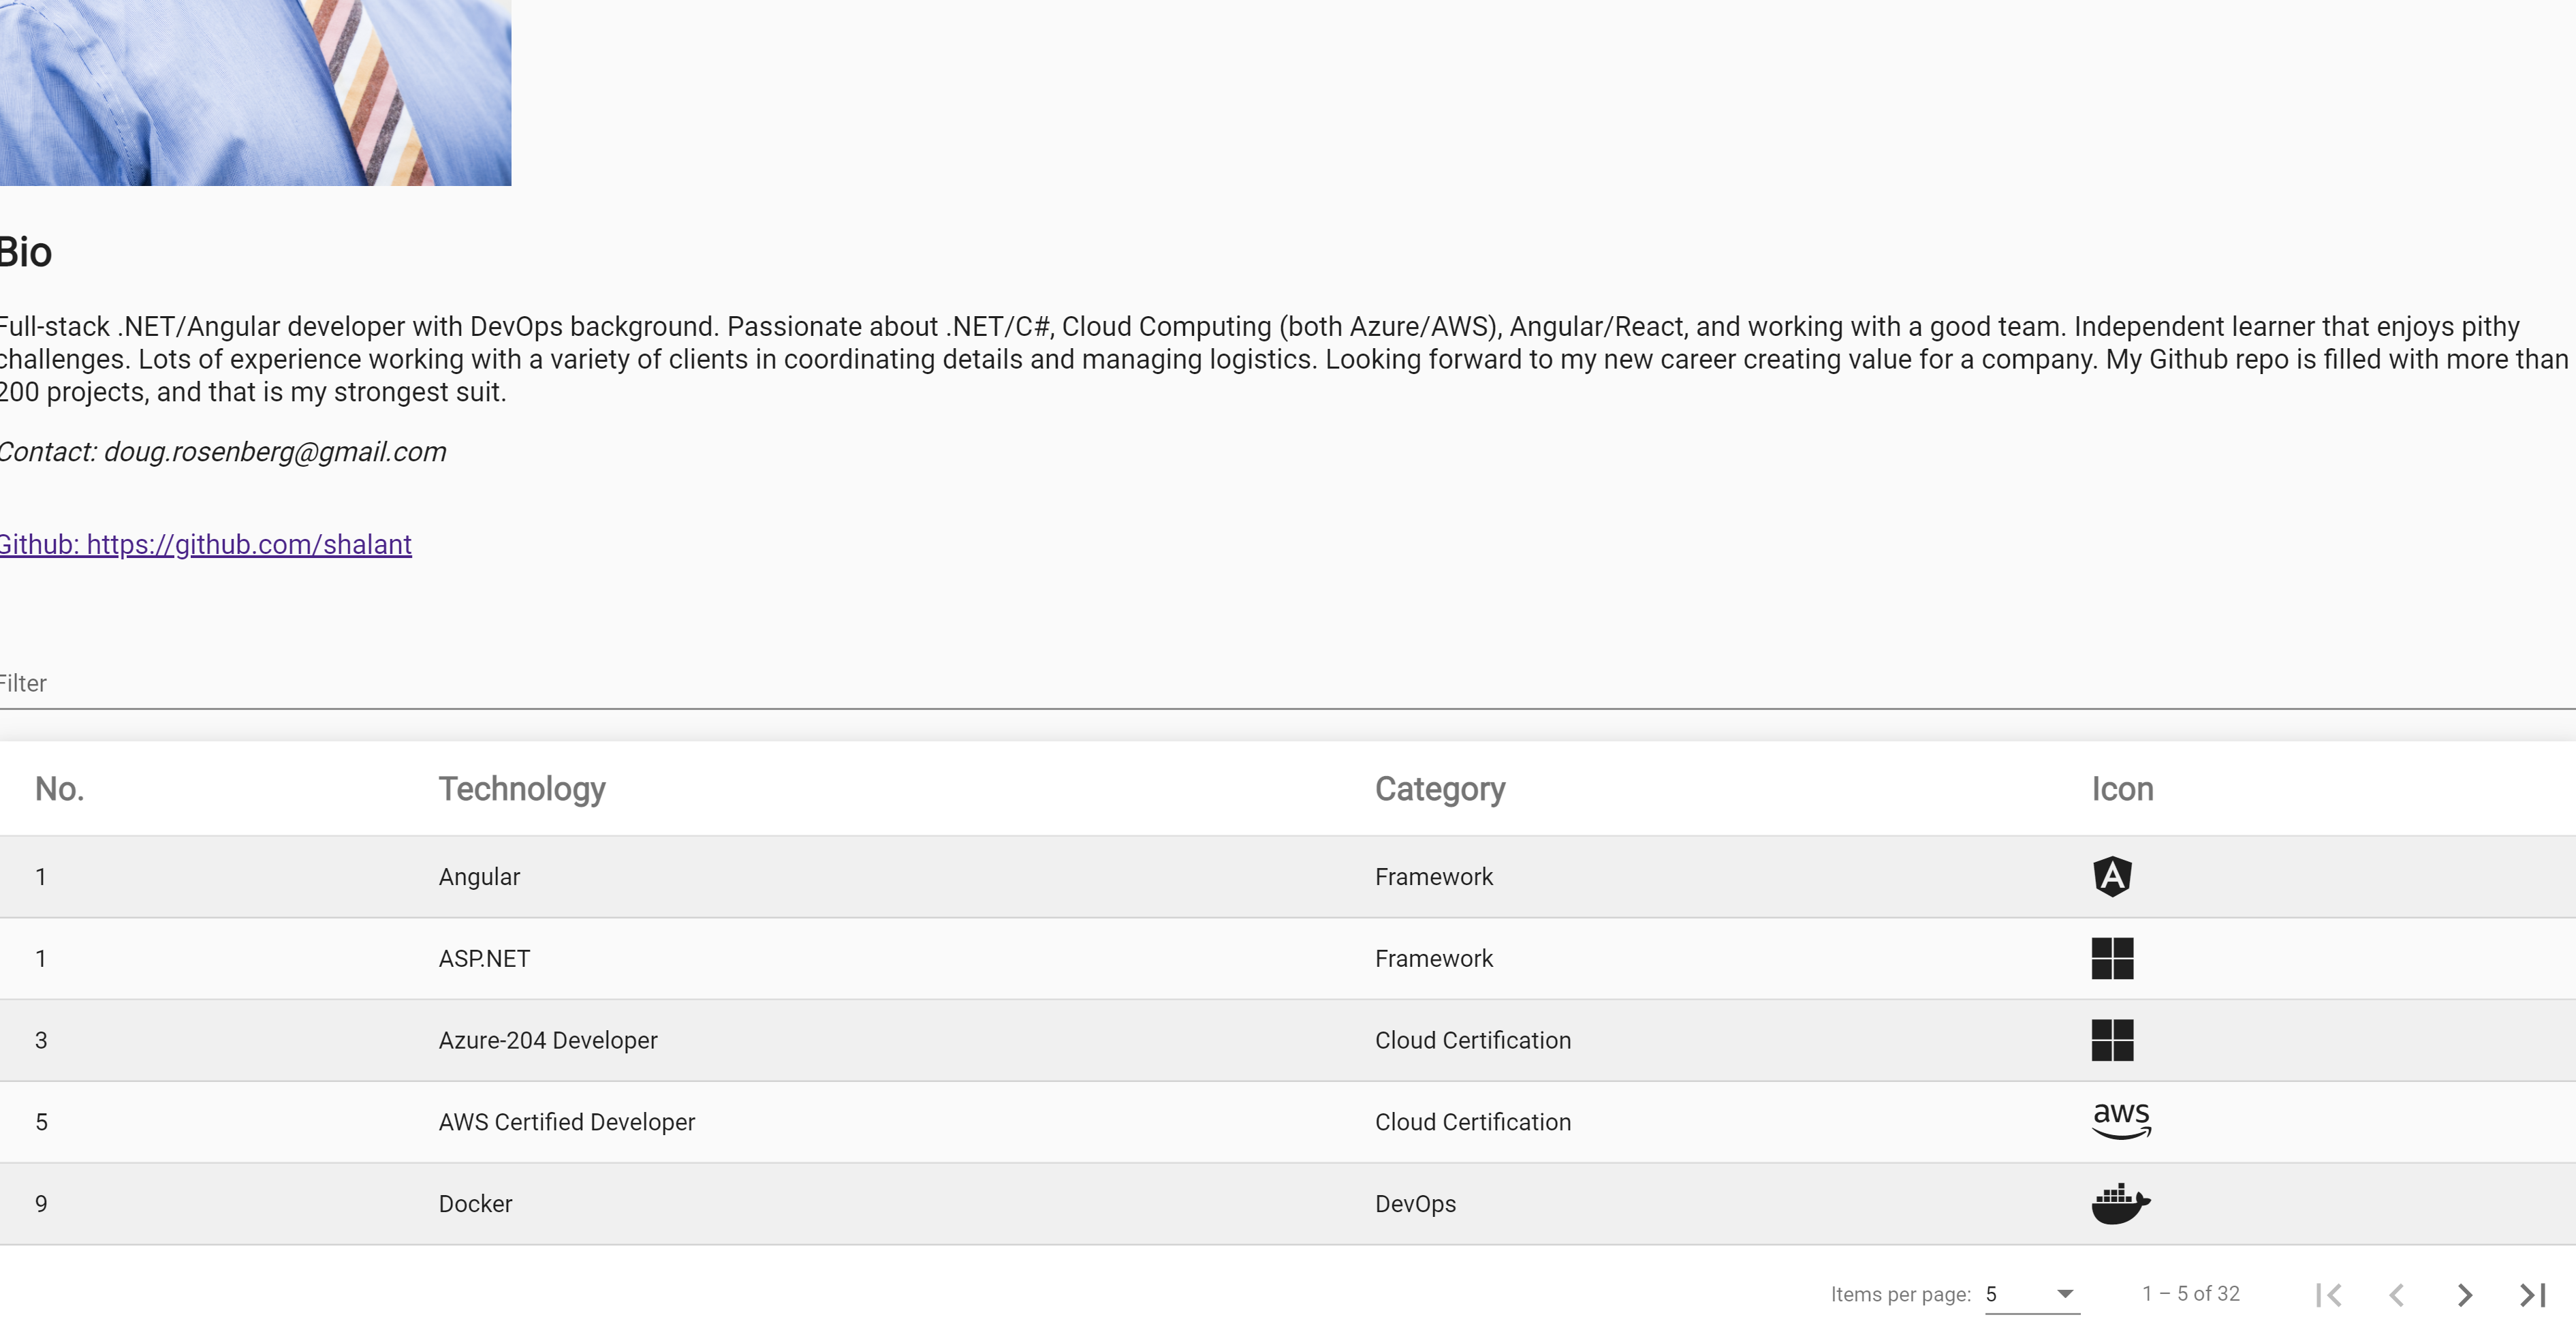 Bio
Full-stack .NET/Angular developer with DevOps background. Passionate about .NET/C#, Cloud Computing (both Azure/AWS), Angular/React, and working with a good team. Independent learner that enjoys pithy
challenges. Lots of experience working with a variety of clients in coordinating details and managing logistics. Looking forward to my new career creating value for a company. My Github repo is filled with more than
200 projects, and that is my strongest suit.
Contact: doug.rosenberg@gmail.com
Github: https://github.com/shalant
Filter
No. Technology Category Icon
1 Angular Framework A
1 ASP.NET Framework
3 Azure-204 Developer Cloud Certification
5 AWS Certified Developer Cloud Certification aws
9 Docker DevOps
Items per page: 5 1 – 5 of 32